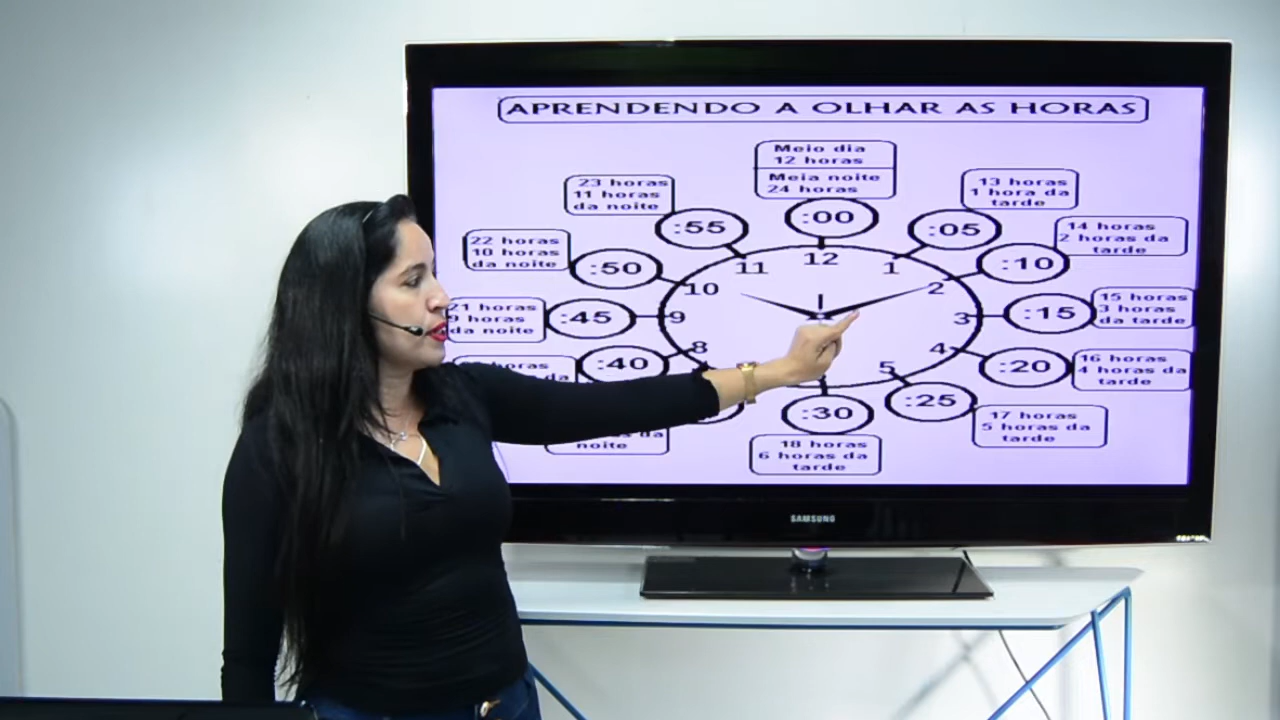 APRENDENDO A OLHAR AS HORAS
Meio dia
12 horas
Meia noite
24 horas
23 horas
11 horas
da noite
13 horas
1 hora da
tarde
:55
:00
:05
14 horas
2 horas da
tarde
22 horas
10 horas
da noite
:50
11
12
1
:10
10
2
21 horas
9 horas
da noite
:45
9
3
:15
15 horas
3 horas
da tarde
:40
8
4
:20
16 horas
4 horas da
tarde
5
:25
:30
17 horas
5 horas da
tarde
noite
18 horas
6 horas da
tarde
SAMSUNG